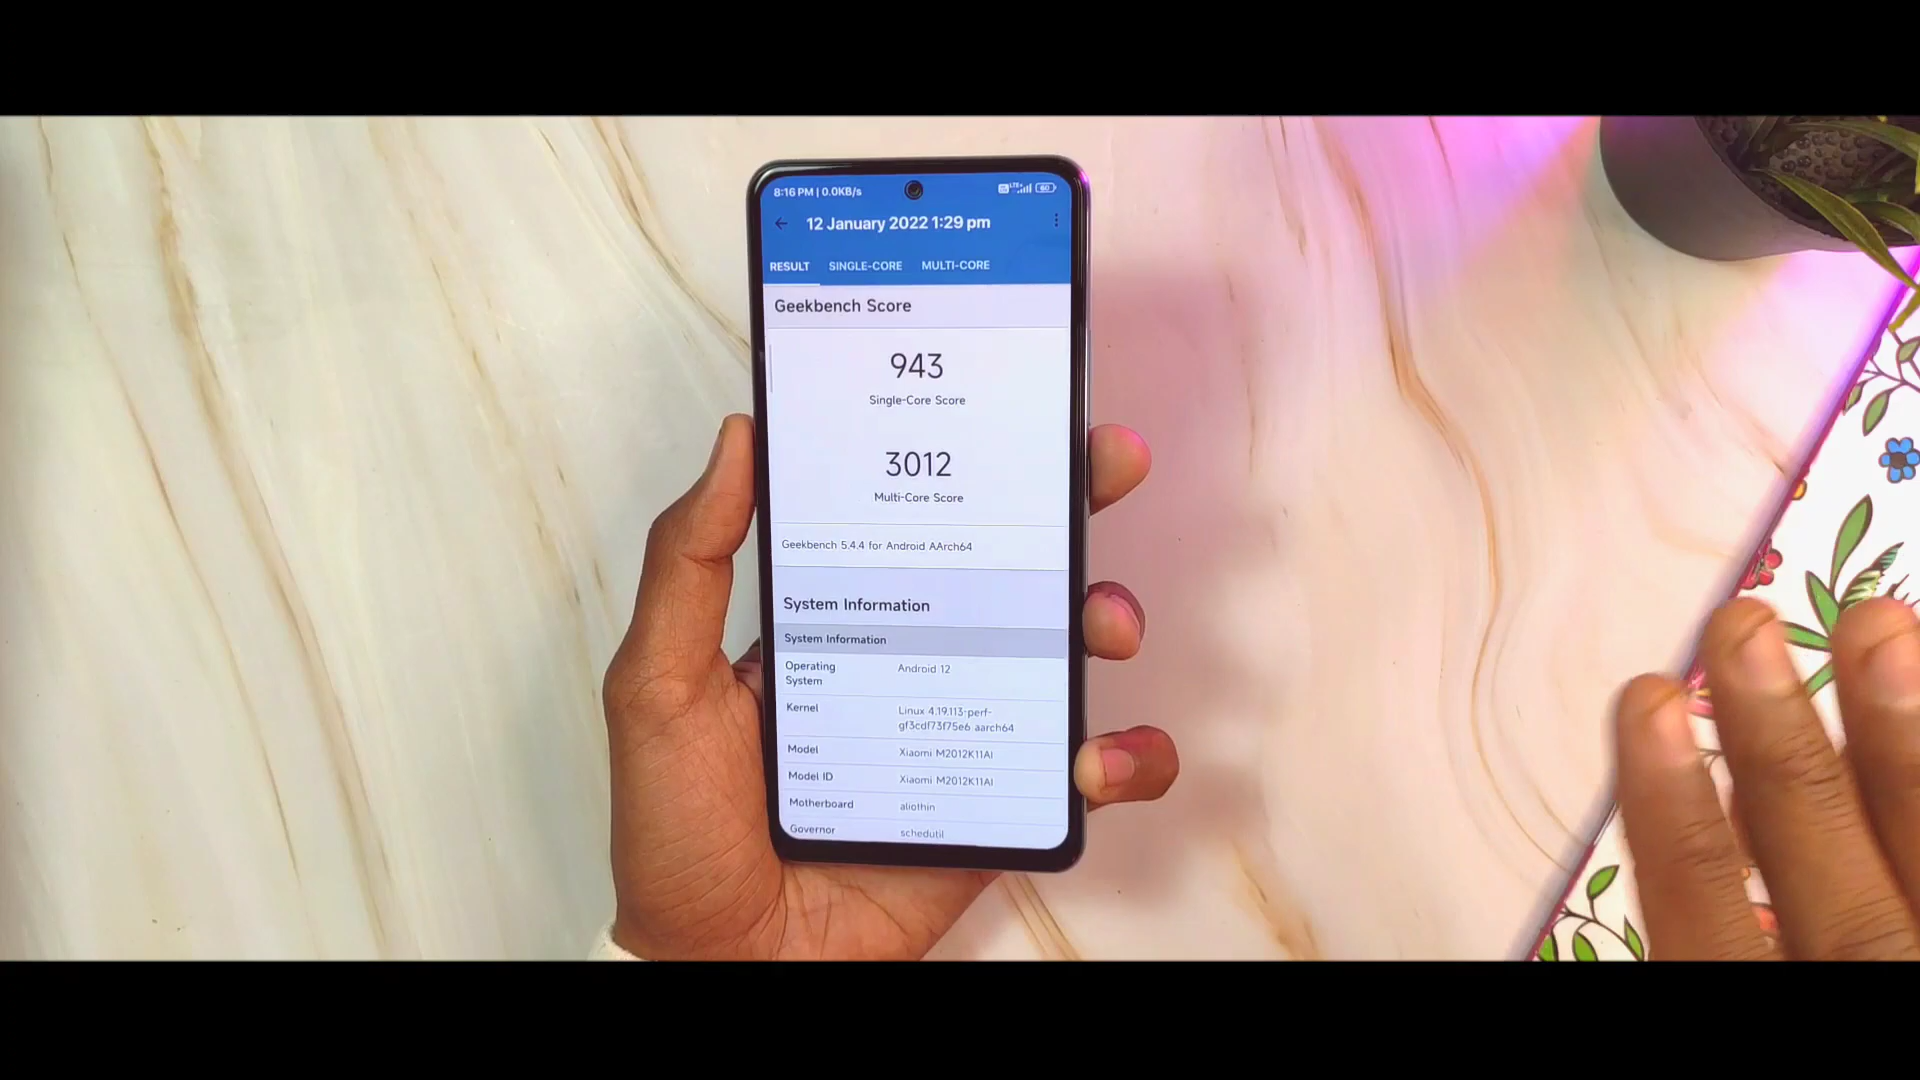 8:16 PM | 0.0KB/s
60
12 January 2022 1:29 pm
RESULT SINGLE-CORE MULTI-CORE
Geekbench Score
943
Single-Core Score
3012
Multi-Core Score
Geekbench 5.4.4 for Android AArch64
System Information
System Information
Operating System Android 12
Kernel Linux 4.19.113-perf-
gf3cdf73f75e6 aarch64
Model Xiaomi M2012K11AI
Model ID Xiaomi M2012K11AI
Motherboard aliothin
Governor schedutil